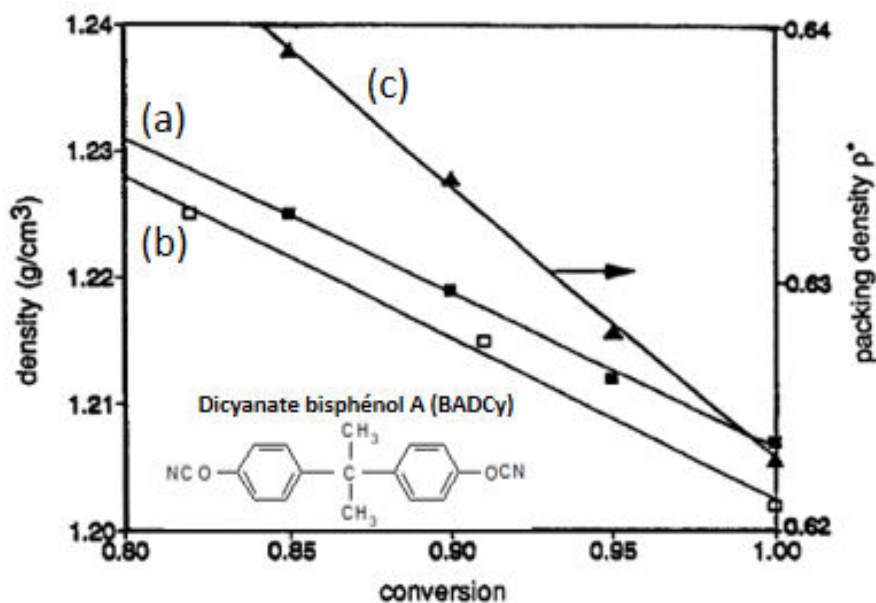 1.24
1.23
1.22
1.21
1.20
density (g/cm³)
(a)
(b)
(c)
0.64
0.63
0.62
packing density ρ*
Dicyanate bisphénol A (BADCy)
CH₃
NCO
C
OCN
CH₃
0.80
0.85
0.90
0.95
1.00
conversion